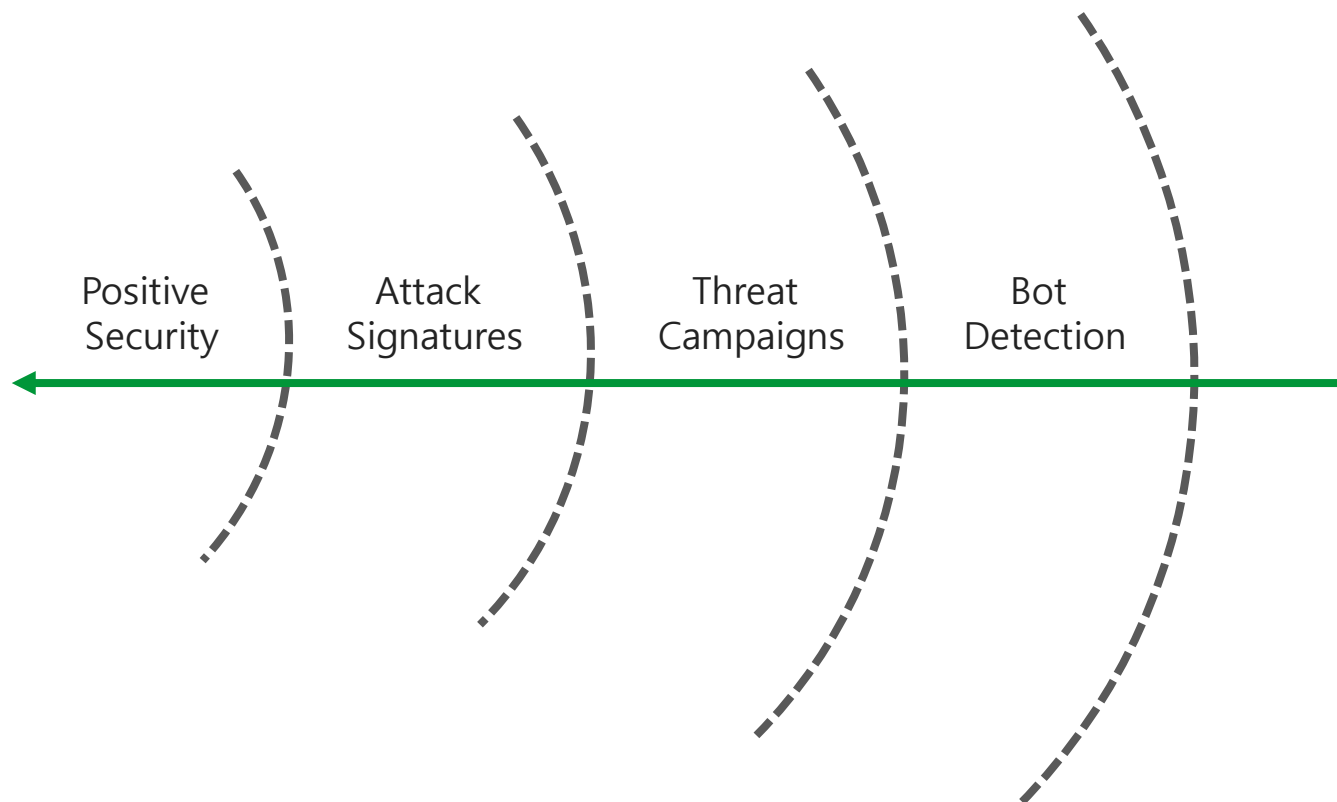 Positive
Security
Attack
Signatures
Threat
Campaigns
Bot
Detection